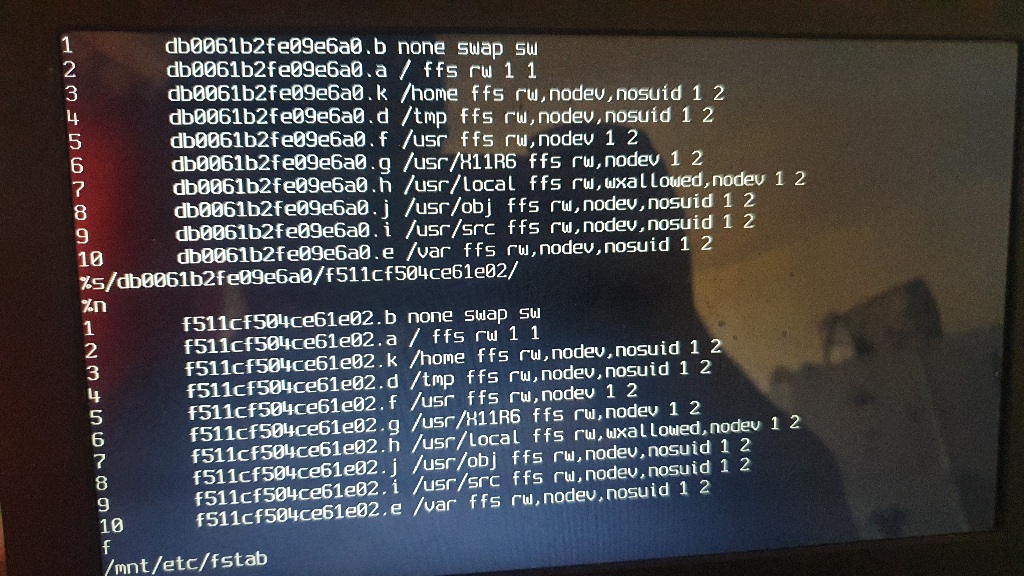 1 db0061b2fe09e6a0.b none swap sw
2 db0061b2fe09e6a0.a / ffs rw 1 1
3 db0061b2fe09e6a0.k /home ffs rw,nodev,nosuid 1 2
4 db0061b2fe09e6a0.d /tmp ffs rw,nodev,nosuid 1 2
5 db0061b2fe09e6a0.f /usr ffs rw,nodev 1 2
6 db0061b2fe09e6a0.g /usr/X11R6 ffs rw,nodev 1 2
7 db0061b2fe09e6a0.h /usr/local ffs rw,wxallowed,nodev 1 2
8 db0061b2fe09e6a0.j /usr/obj ffs rw,nodev,nosuid 1 2
9 db0061b2fe09e6a0.i /usr/src ffs rw,nodev,nosuid 1 2
10 db0061b2fe09e6a0.e /var ffs rw,nodev,nosuid 1 2
%s/db0061b2fe09e6a0/f511cf504ce61e02/
%n
1 f511cf504ce61e02.b none swap sw
2 f511cf504ce61e02.a / ffs rw 1 1
3 f511cf504ce61e02.k /home ffs rw,nodev,nosuid 1 2
4 f511cf504ce61e02.d /tmp ffs rw,nodev,nosuid 1 2
5 f511cf504ce61e02.f /usr ffs rw,nodev 1 2
6 f511cf504ce61e02.g /usr/X11R6 ffs rw,nodev 1 2
7 f511cf504ce61e02.h /usr/local ffs rw,wxallowed,nodev 1 2
8 f511cf504ce61e02.j /usr/obj ffs rw,nodev,nosuid 1 2
9 f511cf504ce61e02.i /usr/src ffs rw,nodev,nosuid 1 2
10 f511cf504ce61e02.e /var ffs rw,nodev,nosuid 1 2
f
/mnt/etc/fstab